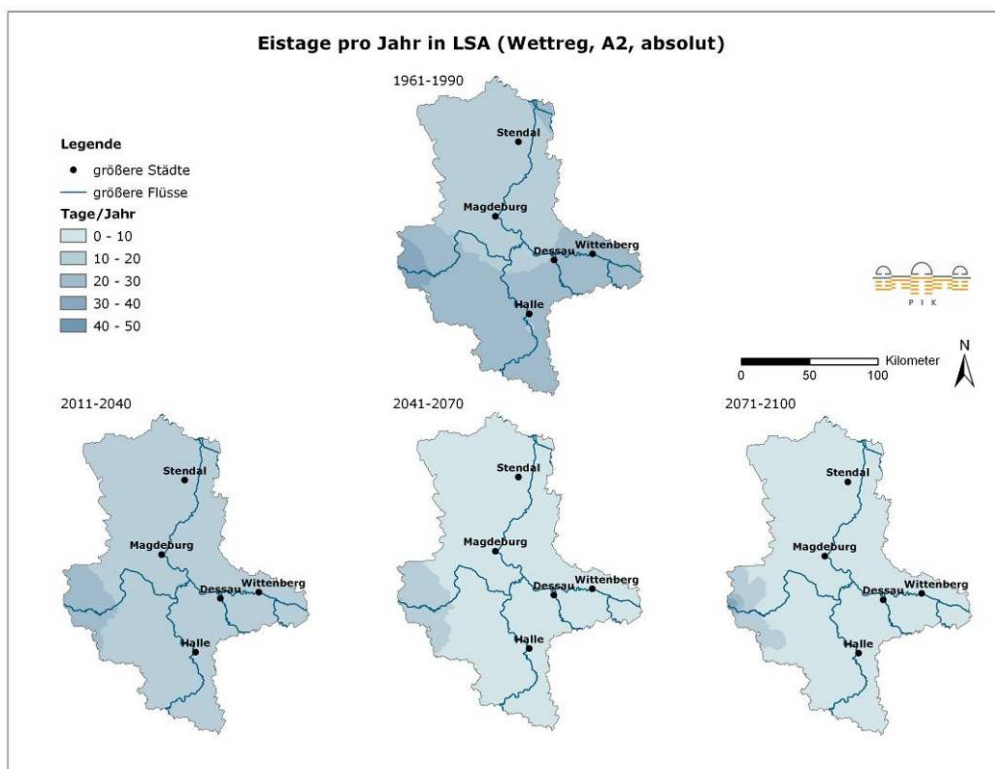 Eistage pro Jahr in LSA (Wettreg, A2, absolut)
1961-1990
Legende
größere Städte
größere Flüsse
Tage/Jahr
0 - 10
10 - 20
20 - 30
30 - 40
40 - 50
Stendal
Magdeburg
Dessau
Wittenberg
Halle
PIK
N
Kilometer
0 50 100
2011-2040
Stendal
Magdeburg
Dessau
Wittenberg
Halle
2041-2070
Stendal
Magdeburg
Dessau
Wittenberg
Halle
2071-2100
Stendal
Magdeburg
Dessau
Wittenberg
Halle